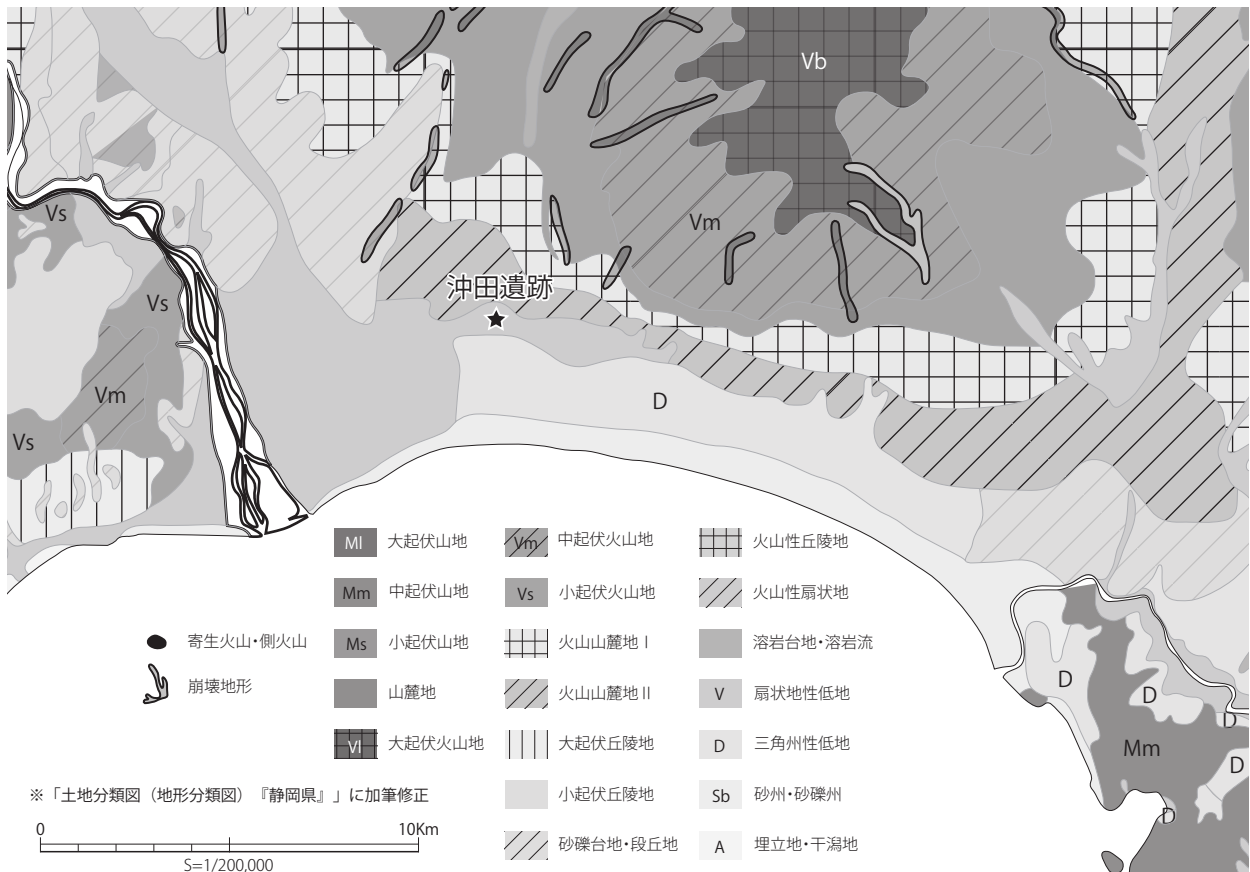 Vb
Vs
Vm
沖田遺跡
Vs
Vm
D
Vs
Ml 大起伏山地
Vm 中起伏火山地
火山性丘陵地
Mm 中起伏山地
Vs 小起伏火山地
火山性扇状地
寄生火山・側火山
Ms 小起伏山地
火山山麓地Ⅰ
溶岩台地・溶岩流
崩壊地形
山麓地
火山山麓地Ⅱ
V 扇状地性低地
Vl 大起伏火山地
大起伏丘陵地
D 三角州性低地
小起伏丘陵地
Sb 砂州・砂礫州
砂礫台地・段丘地
A 埋立地・干潟地
D
D
D
Mm
D
D
※「土地分類図（地形分類図）『静岡県』」に加筆修正
0 10Km
S=1/200,000